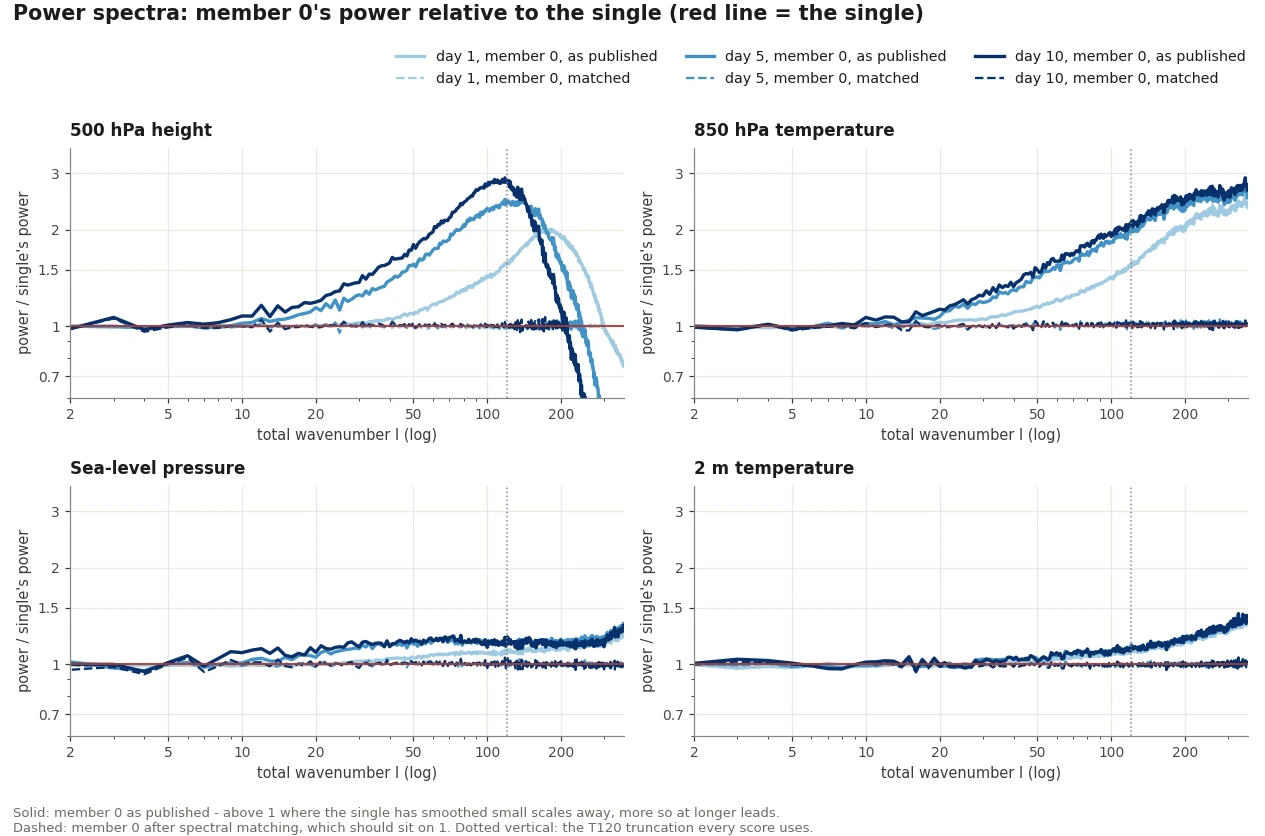 Power spectra: member 0's power relative to the single (red line = the single)
day 1, member 0, as published
day 5, member 0, as published
day 10, member 0, as published
day 1, member 0, matched
day 5, member 0, matched
day 10, member 0, matched
500 hPa height
850 hPa temperature
power / single's power
3
2
1.5
1
0.7
2 5 10 20 50 100 200
total wavenumber l (log)
power / single's power
3
2
1.5
1
0.7
2 5 10 20 50 100 200
total wavenumber l (log)
Sea-level pressure
2 m temperature
power / single's power
3
2
1.5
1
0.7
2 5 10 20 50 100 200
total wavenumber l (log)
power / single's power
3
2
1.5
1
0.7
2 5 10 20 50 100 200
total wavenumber l (log)
Solid: member 0 as published - above 1 where the single has smoothed small scales away, more so at longer leads.
Dashed: member 0 after spectral matching, which should sit on 1. Dotted vertical: the T120 truncation every score uses.